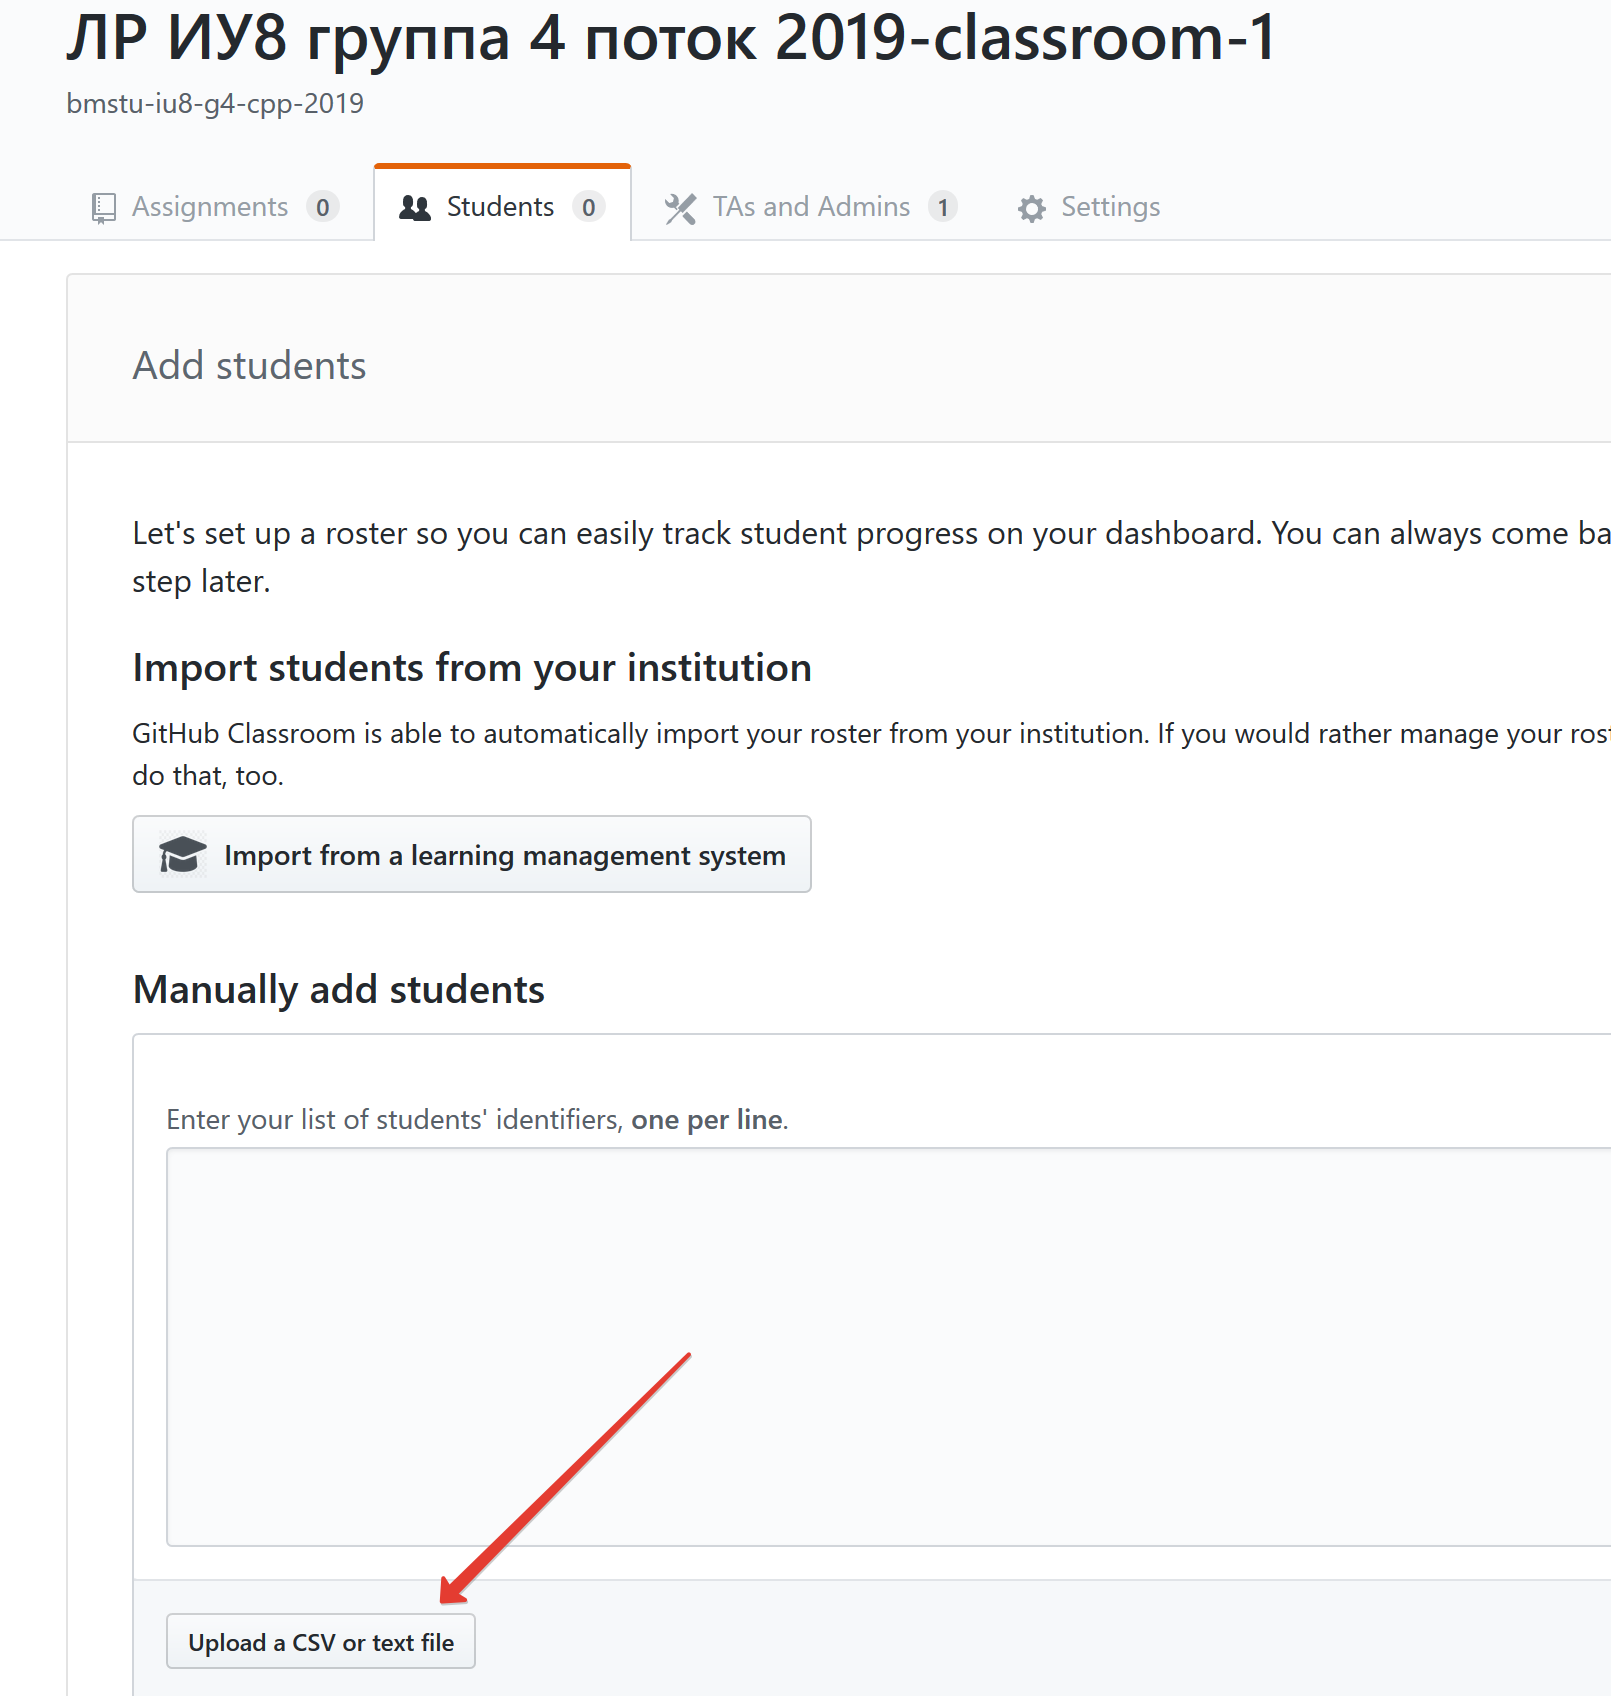 ЛР ИУ8 группа 4 поток 2019-classroom-1
bmstu-iu8-g4-cpp-2019
Assignments 0 Students 0 TAs and Admins 1 Settings
Add students
Let's set up a roster so you can easily track student progress on your dashboard. You can always come ba
step later.
Import students from your institution
GitHub Classroom is able to automatically import your roster from your institution. If you would rather manage your rost
do that, too.
Import from a learning management system
Manually add students
Enter your list of students' identifiers, one per line.
Upload a CSV or text file